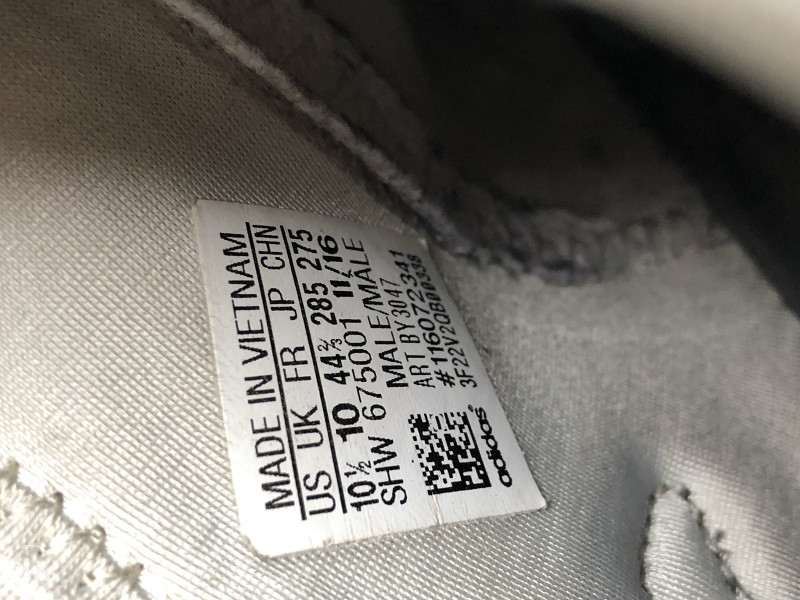 MADE IN VIETNAM
US UK FR JP CHN
10½ 10 44⅔ 285 275
SHW 675001 11/16
MALE/MALE
ART BY3047
#116072341
3F22V2QB00338
adidas